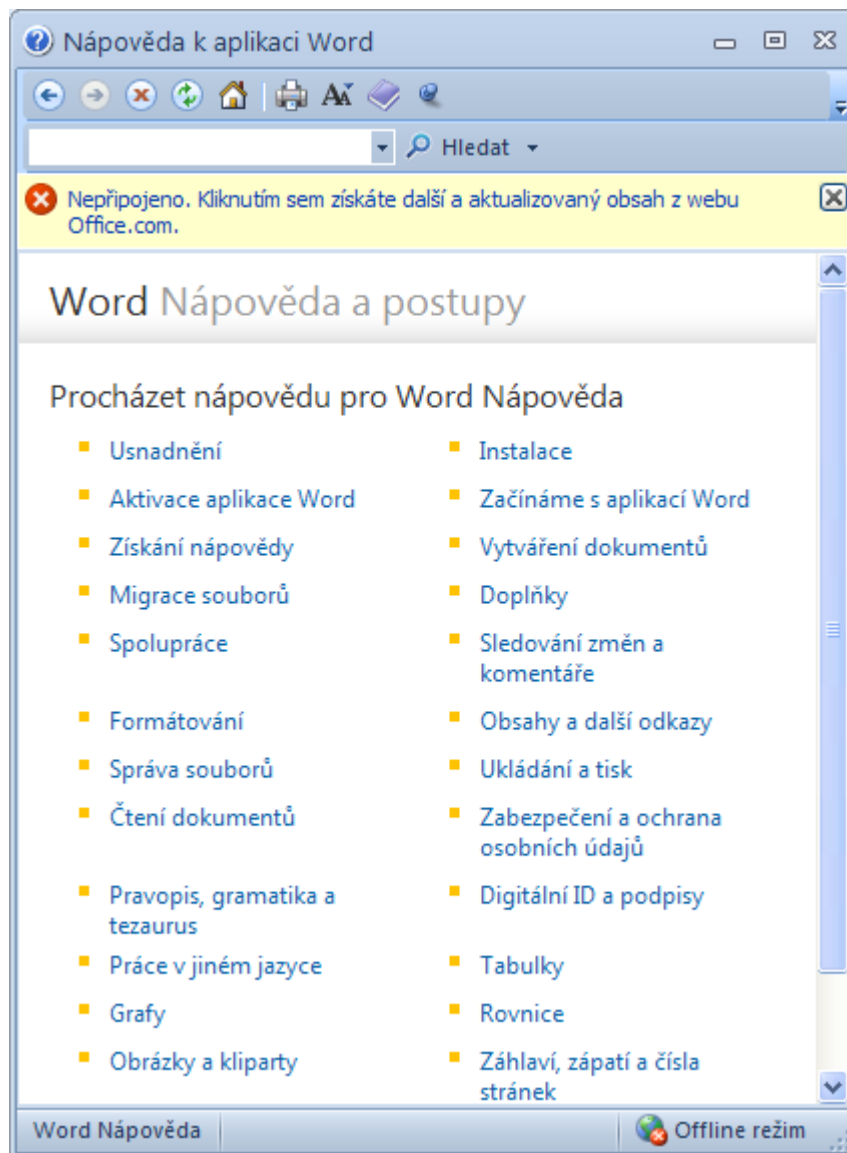 Nápověda k aplikaci Word
Hledat
Nepřipojeno. Kliknutím sem získáte další a aktualizovaný obsah z webu
Office.com.
Word Nápověda a postupy
Procházet nápovědu pro Word Nápověda
Usnadnění
Instalace
Aktivace aplikace Word
Začínáme s aplikací Word
Získání nápovědy
Vytváření dokumentů
Migrace souborů
Doplňky
Spolupráce
Sledování změn a
komentáře
Formátování
Obsahy a další odkazy
Správa souborů
Ukládání a tisk
Čtení dokumentů
Zabezpečení a ochrana
osobních údajů
Pravopis, gramatika a
tezaurus
Digitální ID a podpisy
Práce v jiném jazyce
Tabulky
Grafy
Rovnice
Obrázky a kliparty
Záhlaví, zápatí a čísla
stránek
Word Nápověda
Offline režim